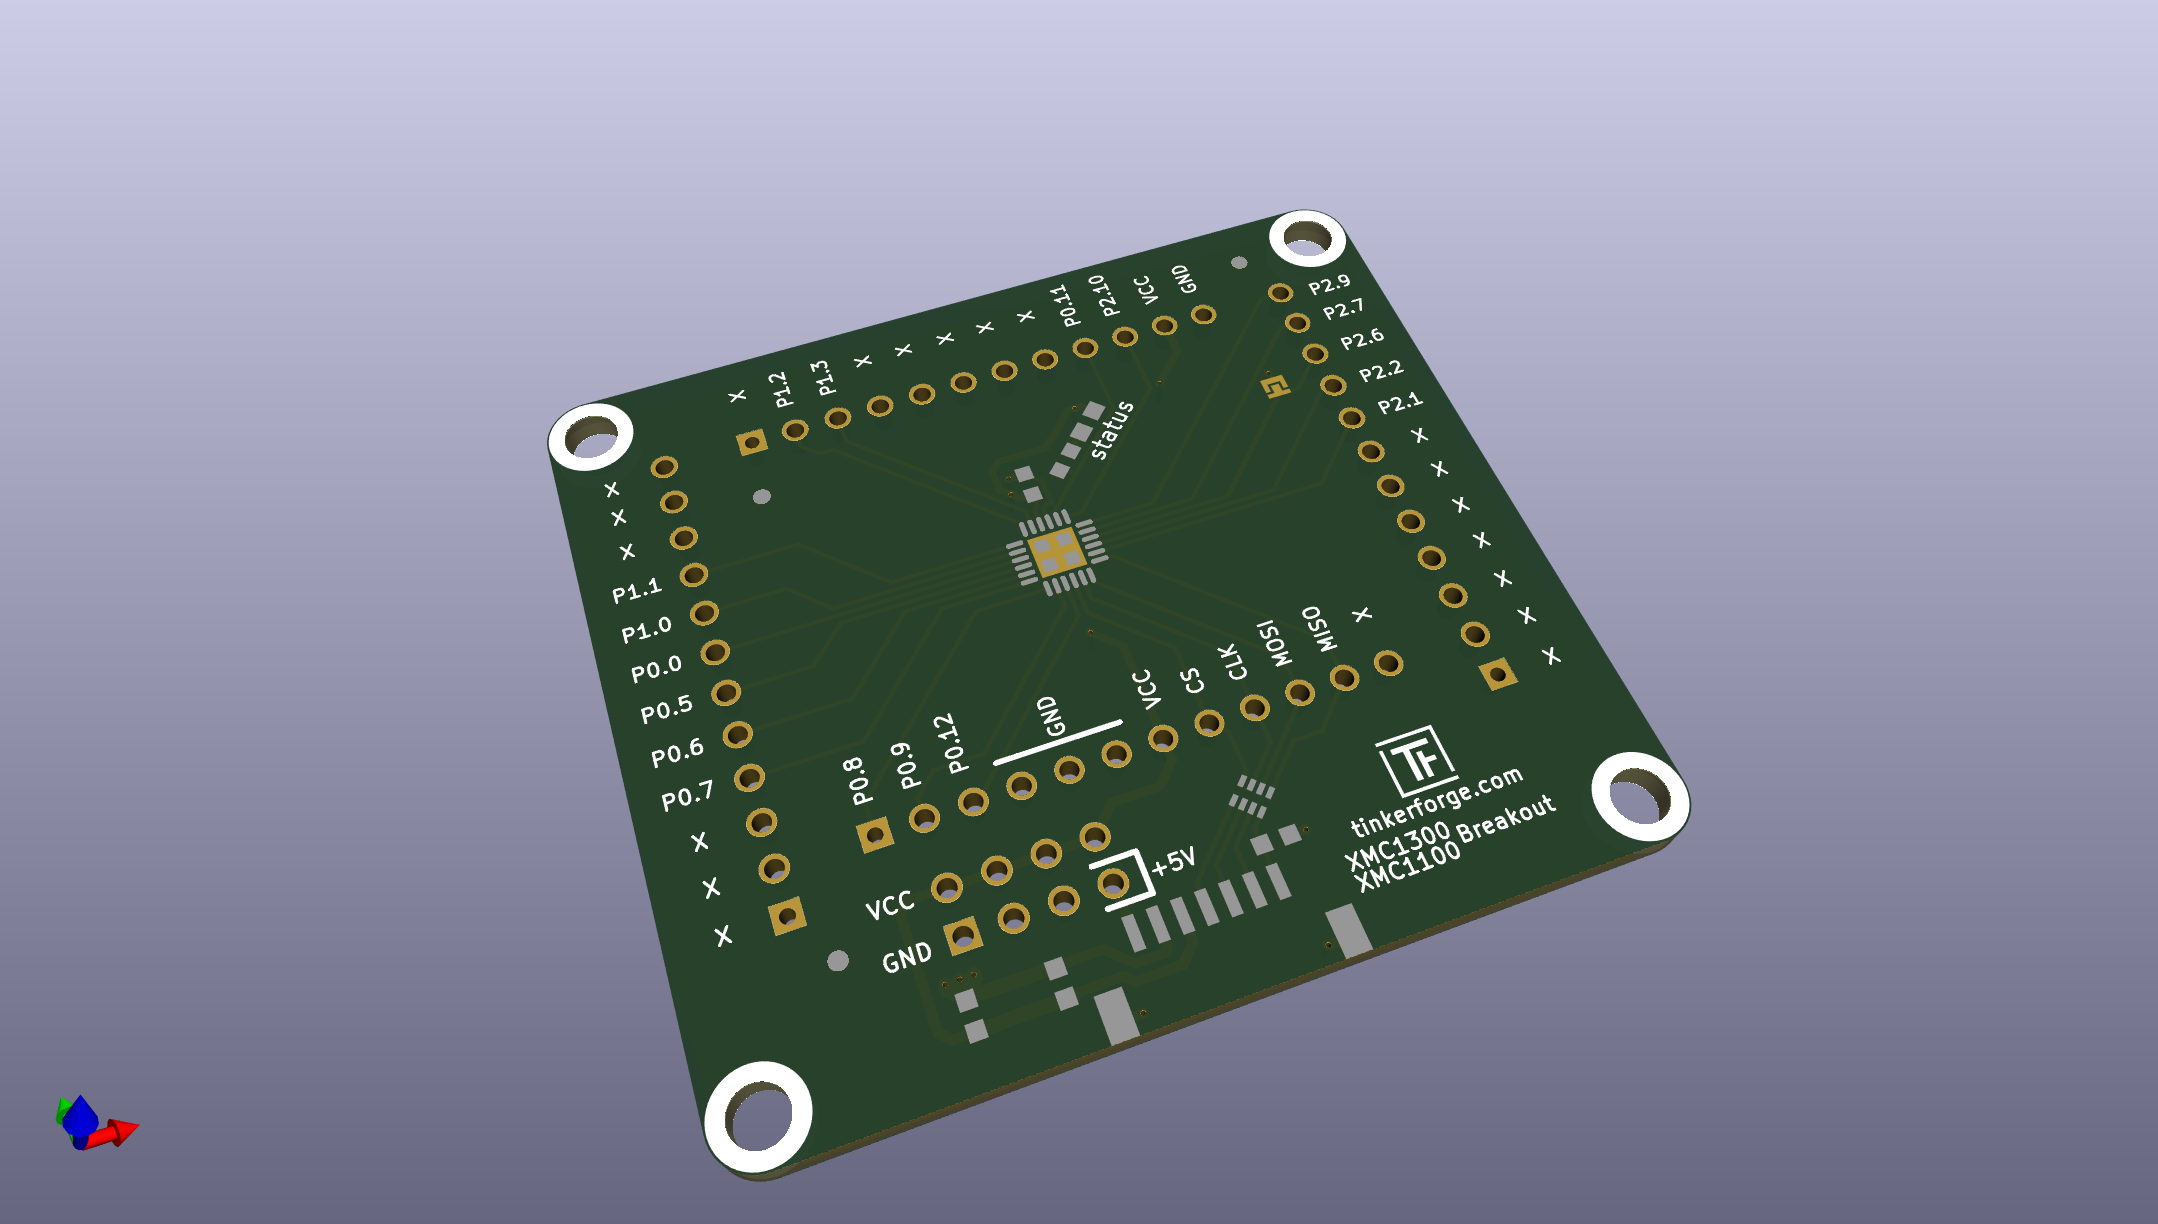 X
P1.2
P1.3
X
X
X
X
X
P0.11
P2.10
VCC
GND
P2.9
P2.7
P2.6
P2.2
P2.1
X
X
X
X
X
X
X
status
X
X
X
P1.1
P1.0
P0.0
P0.5
P0.6
P0.7
X
X
X
P0.8
P0.9
P0.12
GND
VCC
CS
CLK
MOSI
MISO
X
VCC
GND
+5V
TF
tinkerforge.com
XMC1300
XMC1100 Breakout